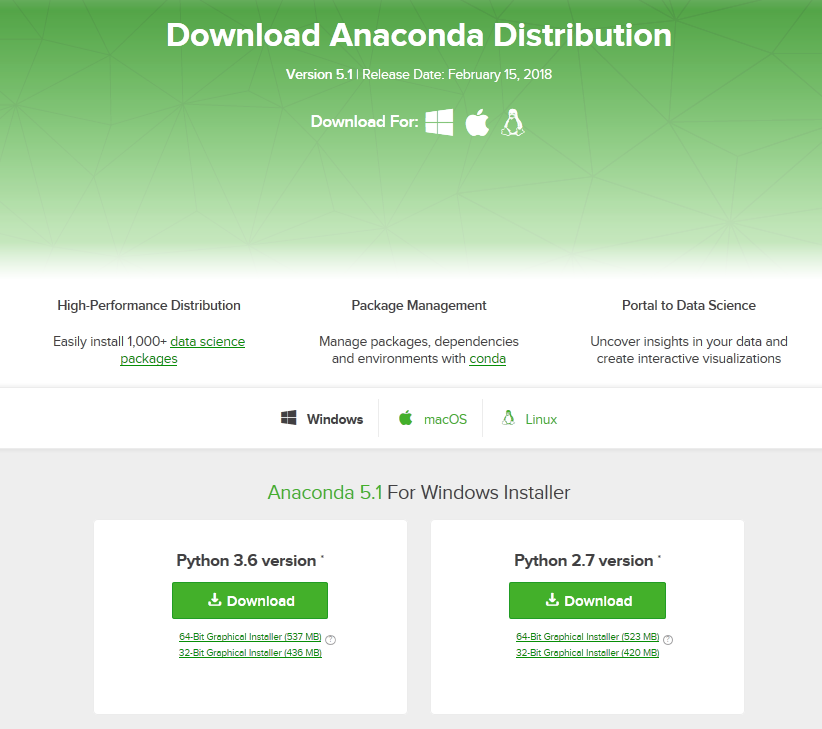 Download Anaconda Distribution
Version 5.1 | Release Date: February 15, 2018
Download For:
High-Performance Distribution
Easily install 1,000+ data science
packages
Package Management
Manage packages, dependencies
and environments with conda
Portal to Data Science
Uncover insights in your data and
create interactive visualizations
Windows
macOS
Linux
Anaconda 5.1 For Windows Installer
Python 3.6 version *
Download
64-Bit Graphical Installer (537 MB) ?
32-Bit Graphical Installer (436 MB)
Python 2.7 version *
Download
64-Bit Graphical Installer (523 MB) ?
32-Bit Graphical Installer (420 MB)